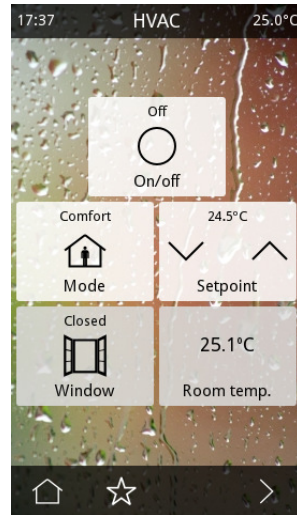 17:37 HVAC 25.0°C
Off
On/off
Comfort
Mode
24.5°C
Setpoint
Closed
Window
25.1°C
Room temp.